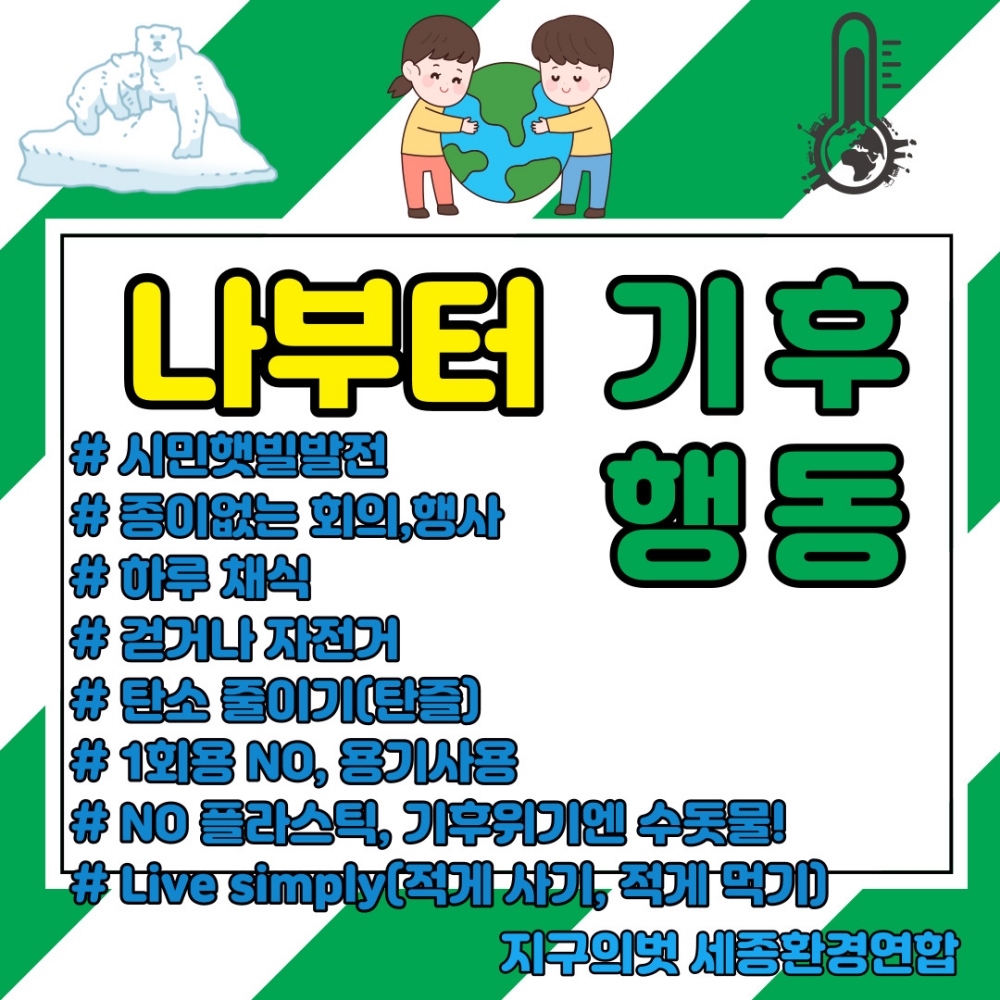 나부터 기후
행동
# 시민햇빛발전
# 종이없는 회의,행사
# 하루 채식
# 걷거나 자전거
# 탄소 줄이기(탄즐)
# 1회용 NO, 용기사용
# NO 플라스틱, 기후위기엔 수돗물!
# Live simply(적게 사기, 적게 먹기)
지구의벗 세종환경연합